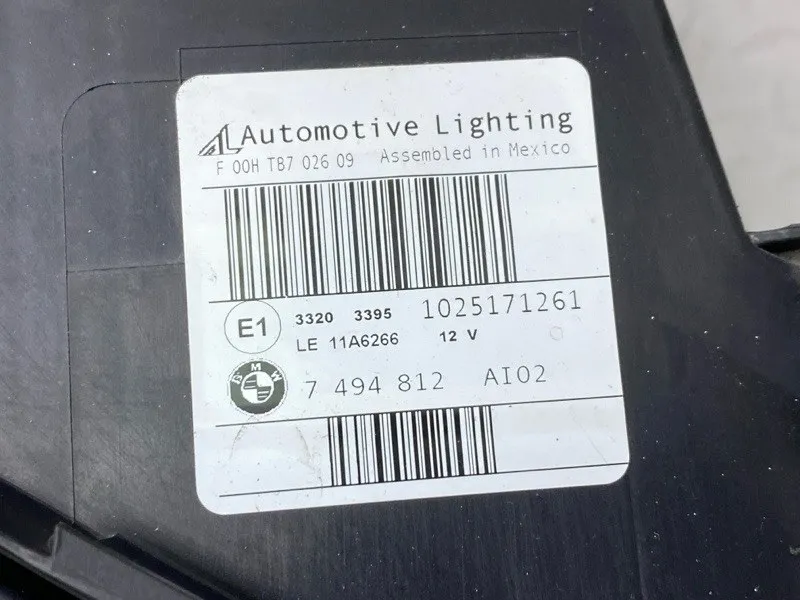 AL Automotive Lighting
F 00H TB7 026 09 Assembled in Mexico
E1 3320 3395 1025171261
LE 11A6266 12 V
BMW 7 494 812 AI02